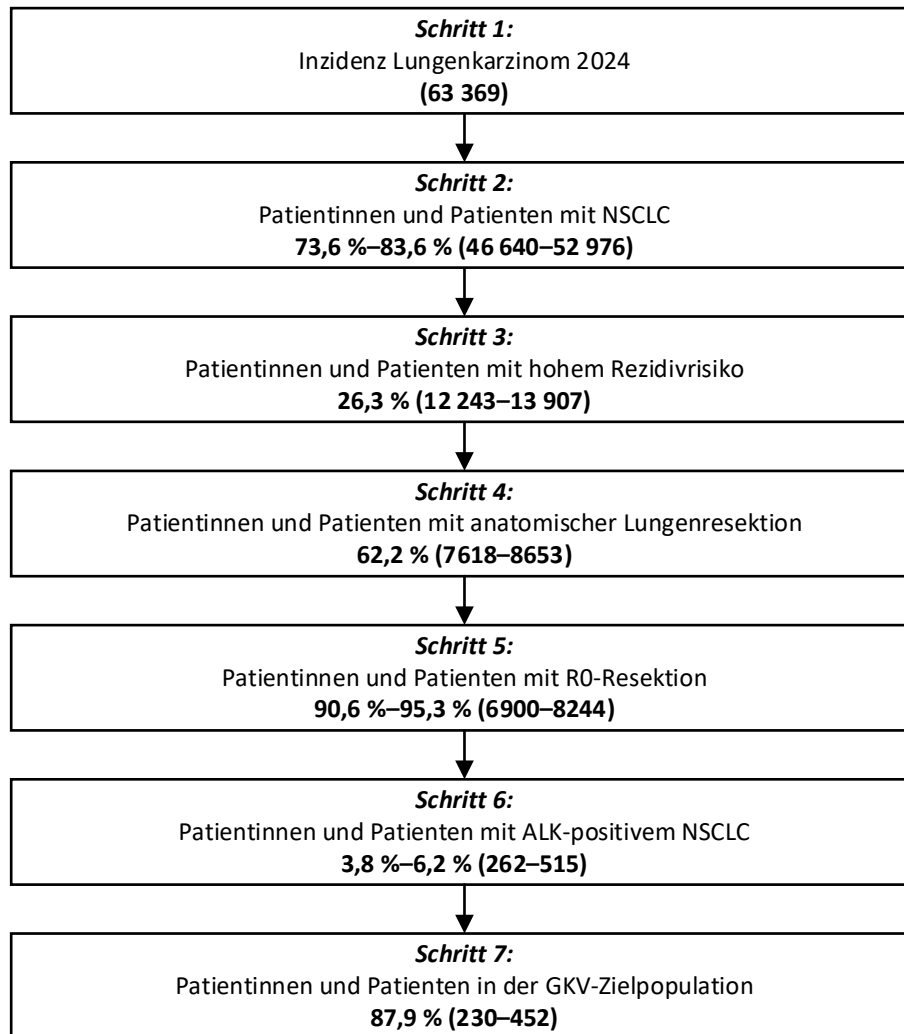 Schritt 1:
Inzidenz Lungenkarzinom 2024
(63 369)
Schritt 2:
Patientinnen und Patienten mit NSCLC
73,6 %–83,6 % (46 640–52 976)
Schritt 3:
Patientinnen und Patienten mit hohem Rezidivrisiko
26,3 % (12 243–13 907)
Schritt 4:
Patientinnen und Patienten mit anatomischer Lungenresektion
62,2 % (7618–8653)
Schritt 5:
Patientinnen und Patienten mit R0-Resektion
90,6 %–95,3 % (6900–8244)
Schritt 6:
Patientinnen und Patienten mit ALK-positivem NSCLC
3,8 %–6,2 % (262–515)
Schritt 7:
Patientinnen und Patienten in der GKV-Zielpopulation
87,9 % (230–452)